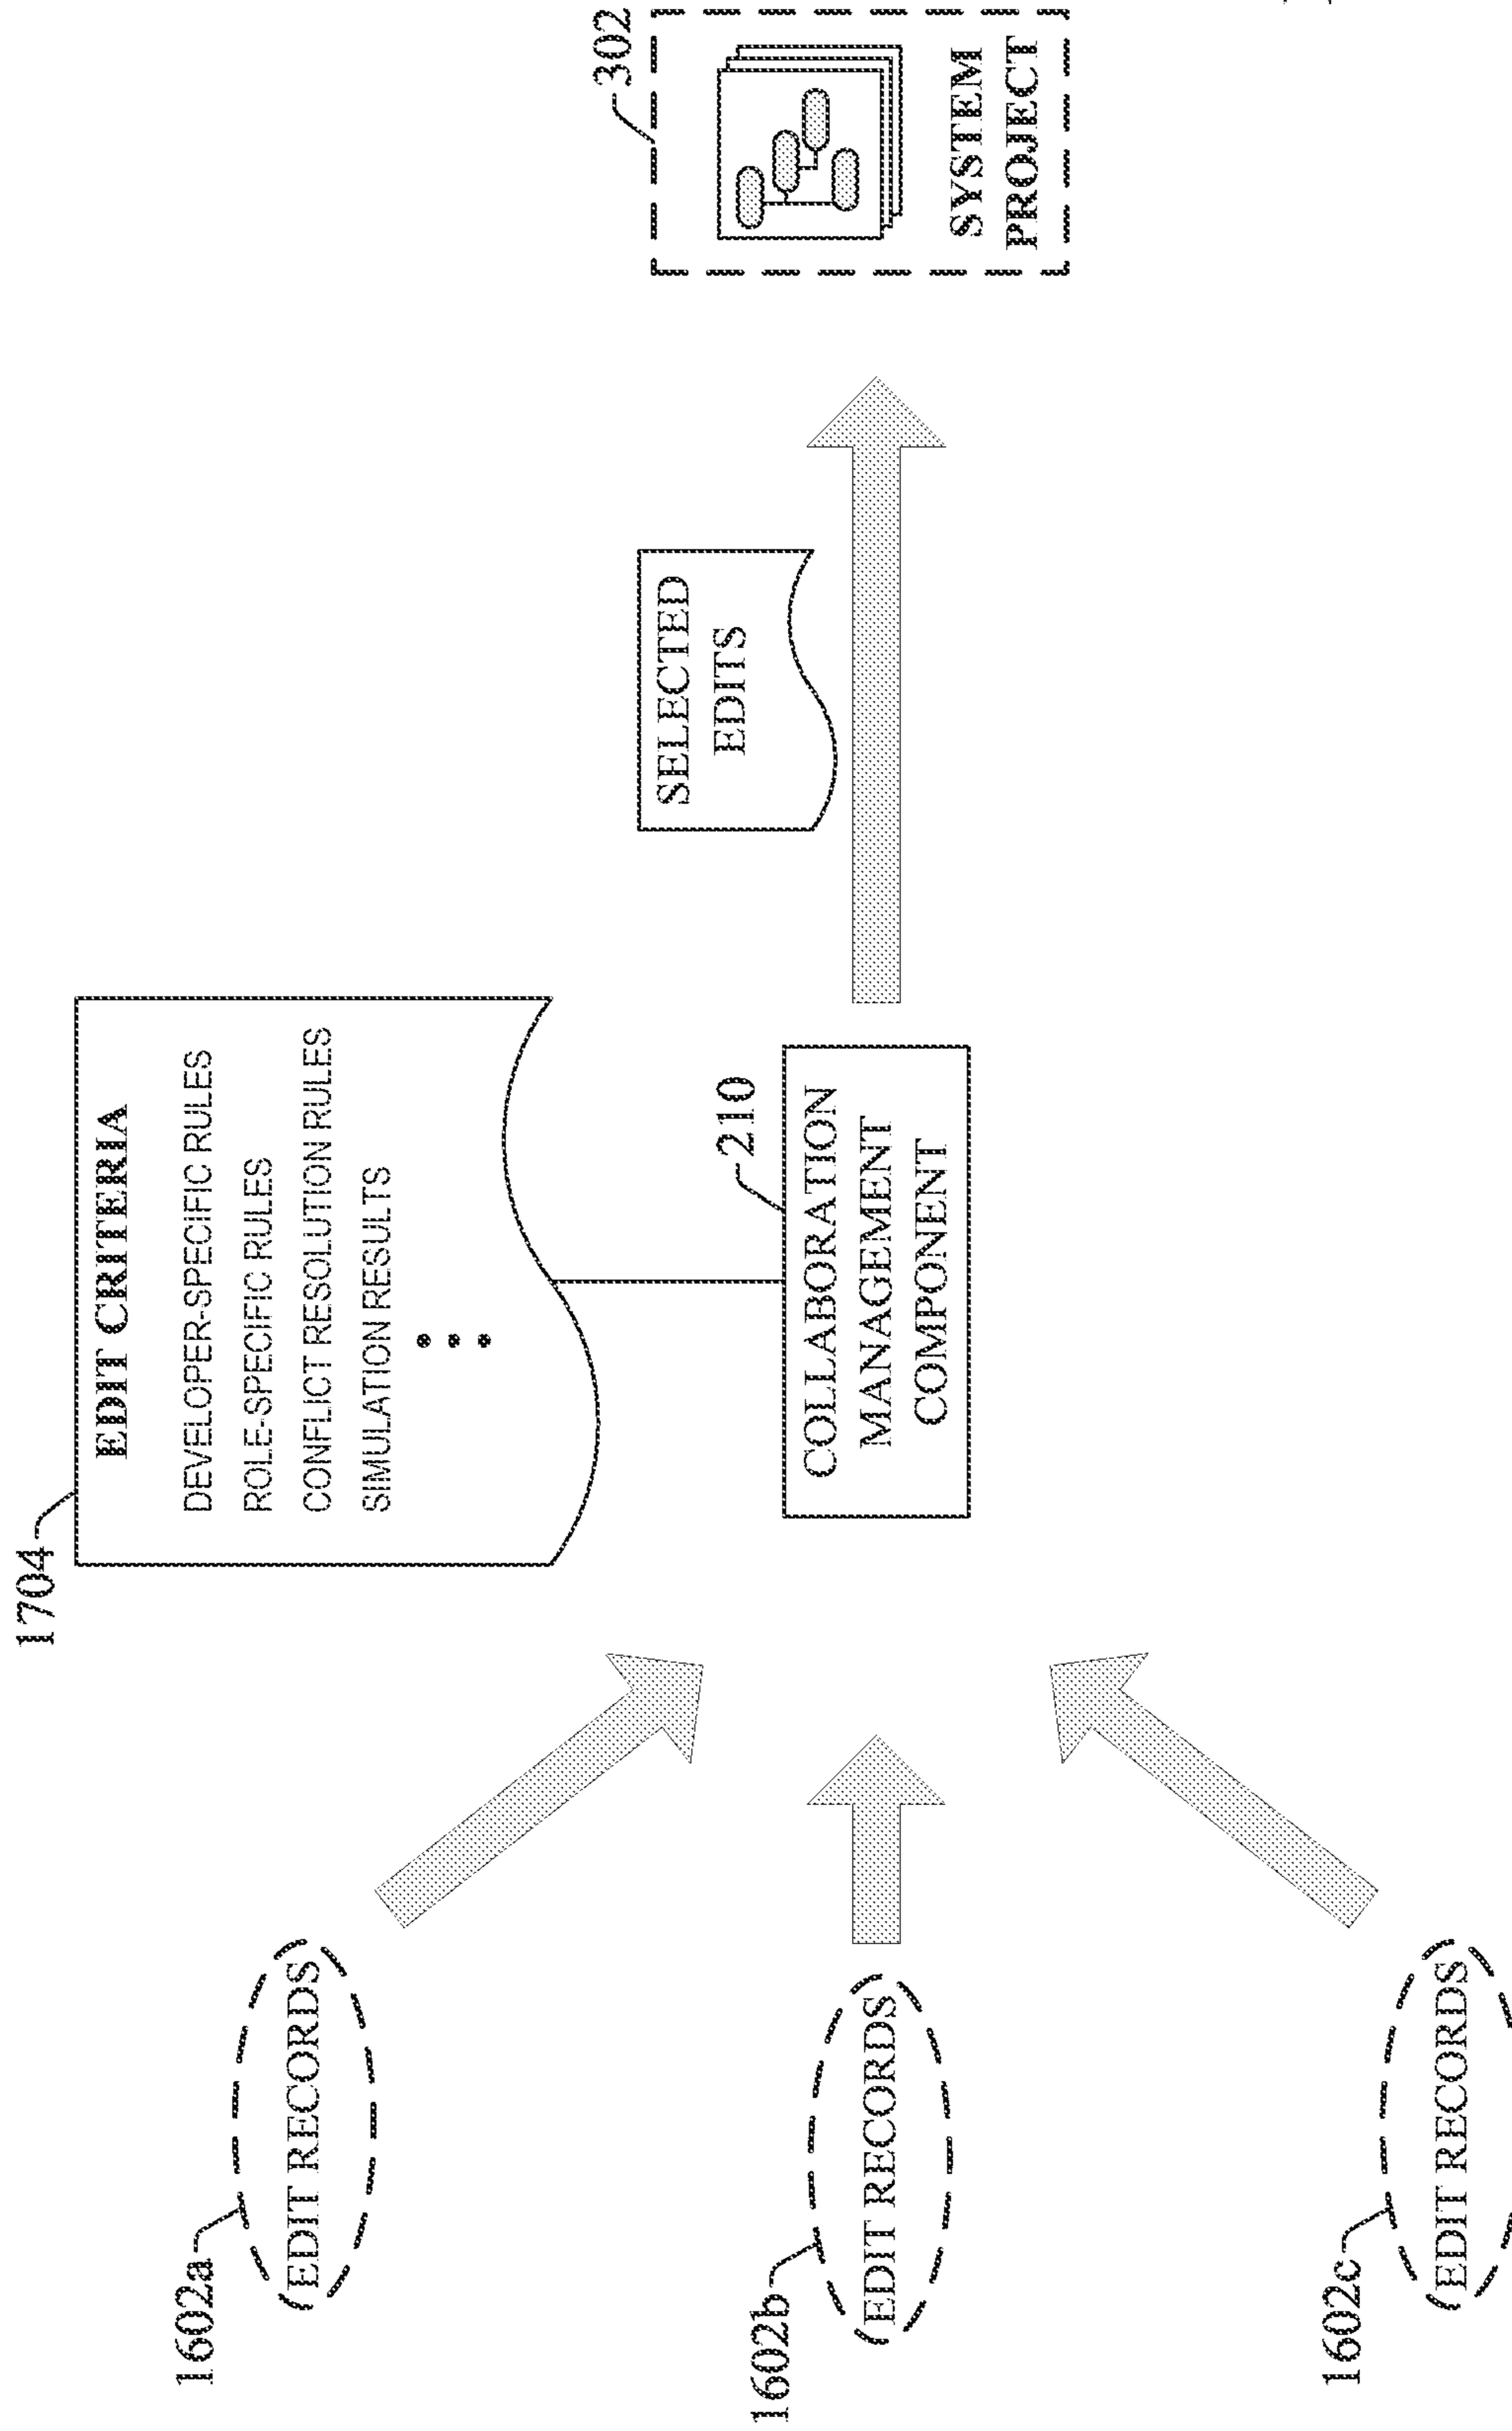 1704
EDIT CRITERIA
DEVELOPER-SPECIFIC RULES
ROLE-SPECIFIC RULES
CONFLICT RESOLUTION RULES
SIMULATION RESULTS
1602a
EDIT RECORDS
1602b
EDIT RECORDS
1602c
EDIT RECORDS
210
COLLABORATION
MANAGEMENT
COMPONENT
SELECTED
EDITS
302
SYSTEM
PROJECT